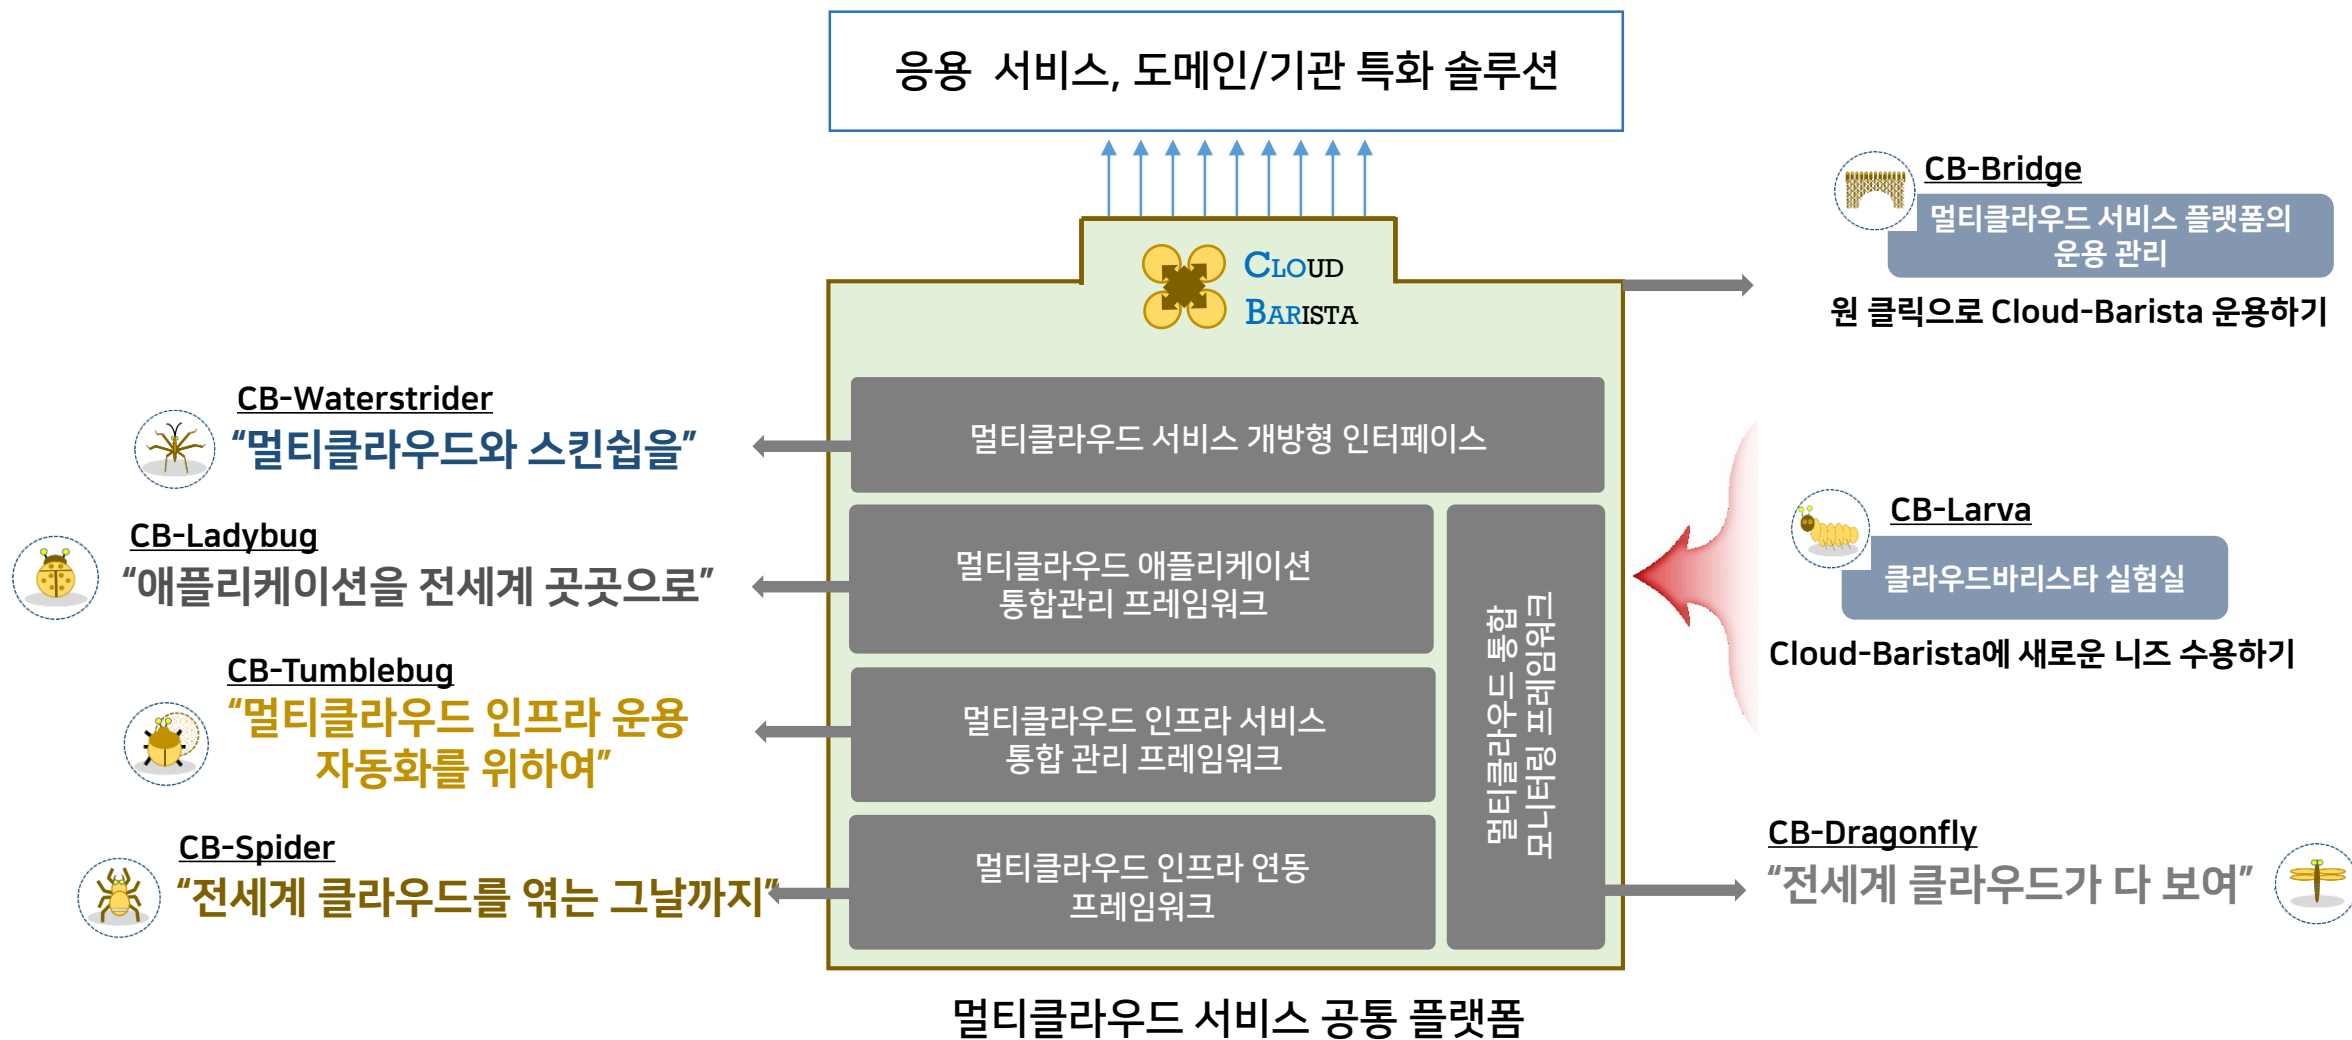 응용 서비스, 도메인/기관 특화 솔루션
CLOUD
BARISTA
CB-Bridge
멀티클라우드 서비스 플랫폼의
운용 관리
원 클릭으로 Cloud-Barista 운용하기
CB-Waterstrider
“멀티클라우드와 스킨쉽을”
멀티클라우드 서비스 개방형 인터페이스
CB-Ladybug
“애플리케이션을 전세계 곳곳으로”
멀티클라우드 애플리케이션
통합관리 프레임워크
CB-Larva
클라우드바리스타 실험실
Cloud-Barista에 새로운 니즈 수용하기
CB-Tumblebug
“멀티클라우드 인프라 운용
자동화를 위하여”
멀티클라우드 인프라 서비스
통합 관리 프레임워크
멀티클라우드 통합
모니터링 프레임워크
CB-Spider
“전세계 클라우드를 엮는 그날까지”
멀티클라우드 인프라 연동
프레임워크
CB-Dragonfly
“전세계 클라우드가 다 보여”
멀티클라우드 서비스 공통 플랫폼